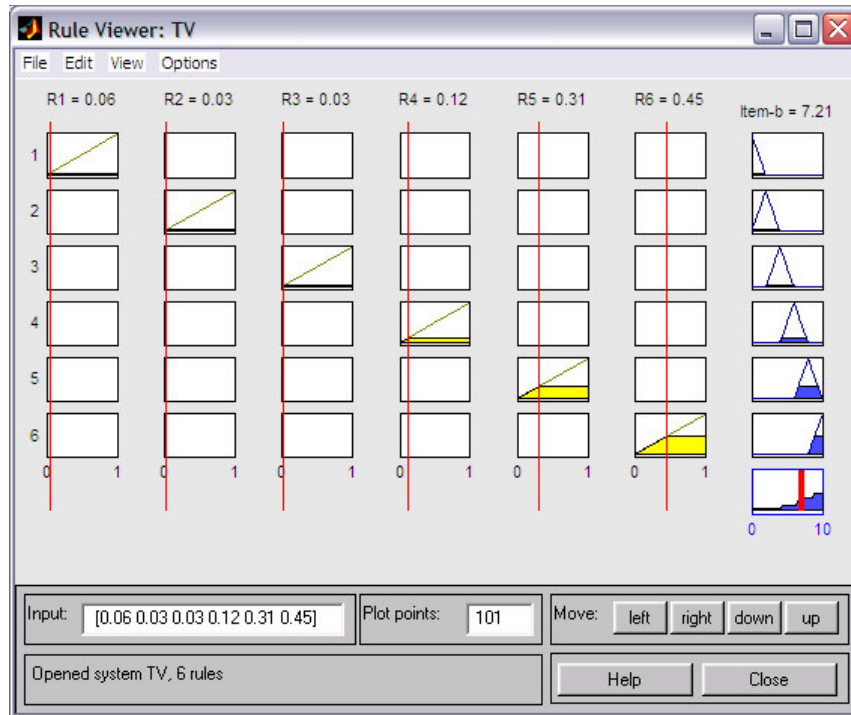 Rule Viewer: TV
File Edit View Options
R1 = 0.06 R2 = 0.03 R3 = 0.03 R4 = 0.12 R5 = 0.31 R6 = 0.45 Item-b = 7.21
1
2
3
4
5
6
0 1 0 1 0 1 0 1 0 1 0 1
0 10
Input: [0.06 0.03 0.03 0.12 0.31 0.45] Plot points: 101 Move: left right down up
Opened system TV, 6 rules Help Close